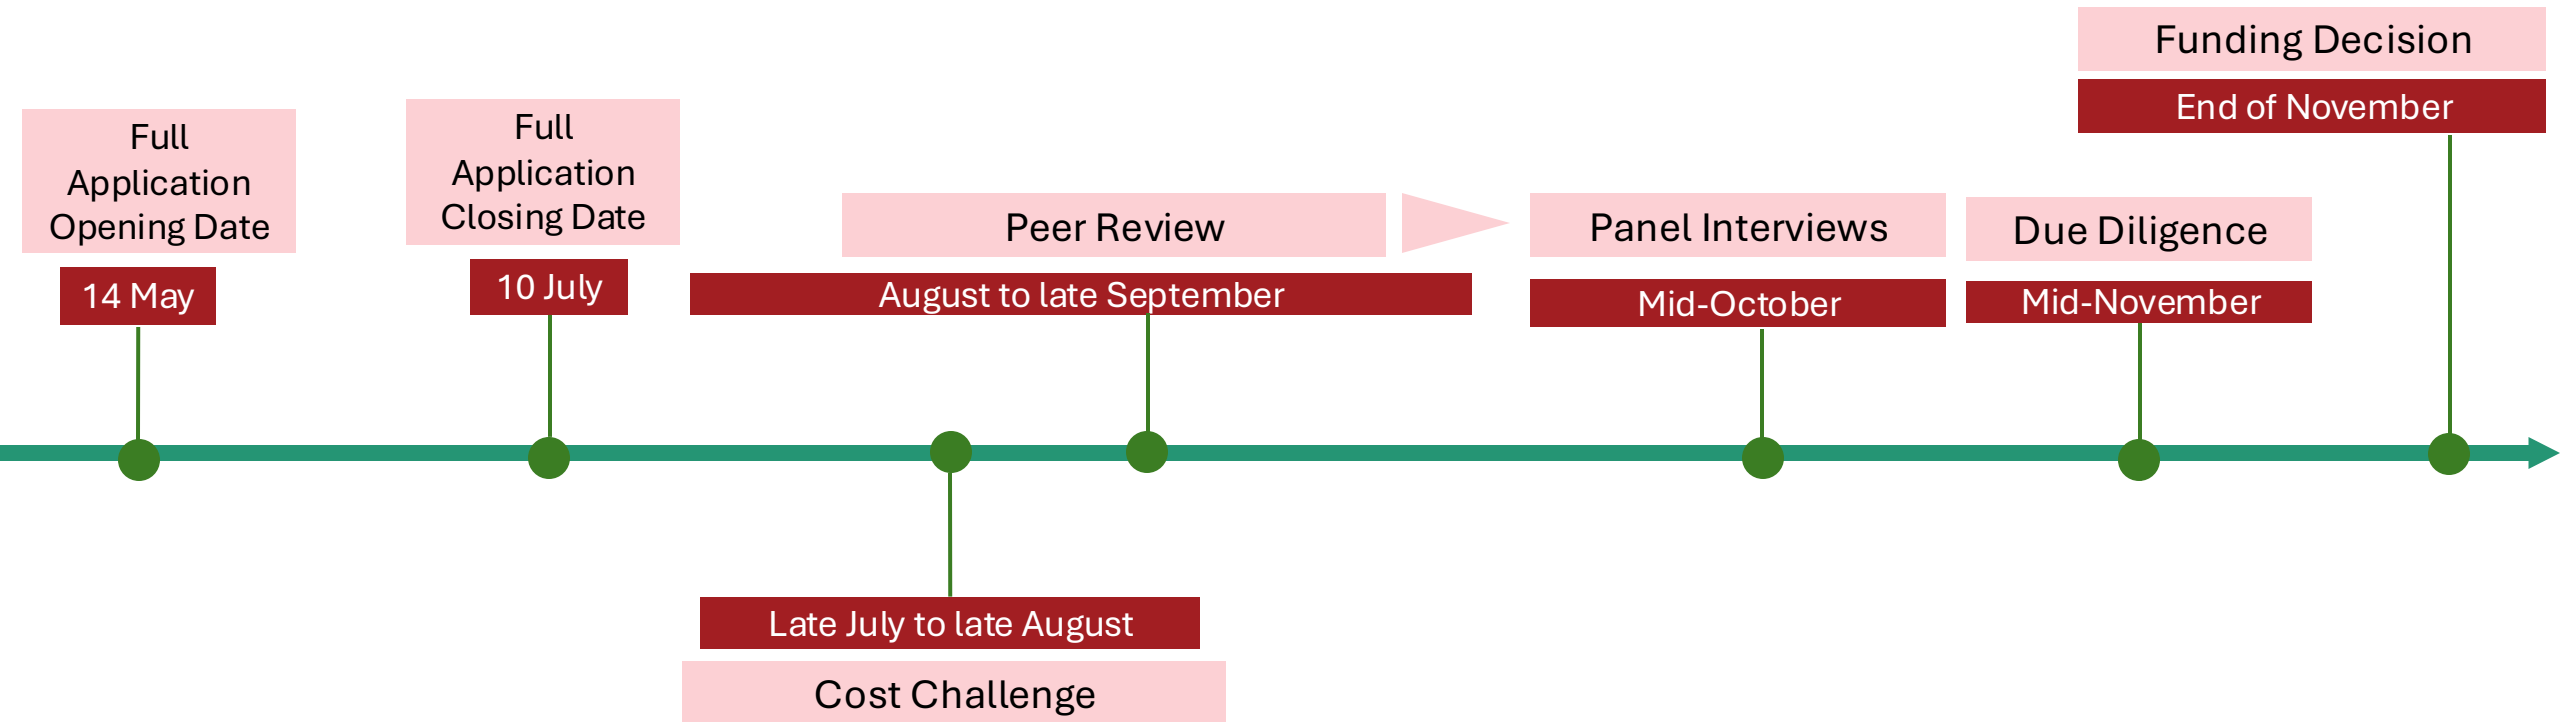 Full
Application
Opening Date
14 May
Full
Application
Closing Date
10 July
Peer Review
August to late September
Late July to late August
Cost Challenge
Panel Interviews
Mid-October
Due Diligence
Mid-November
Funding Decision
End of November